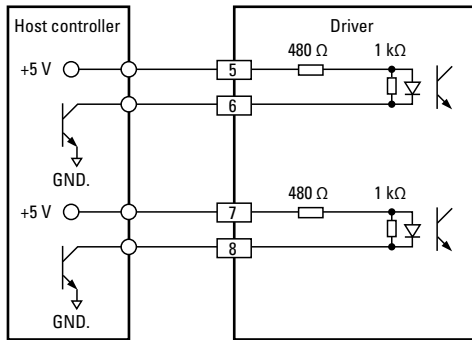 Host controller Driver
480 Ω 1 kΩ
+5 V 5
6
GND.
480 Ω 1 kΩ
+5 V 7
8
GND.